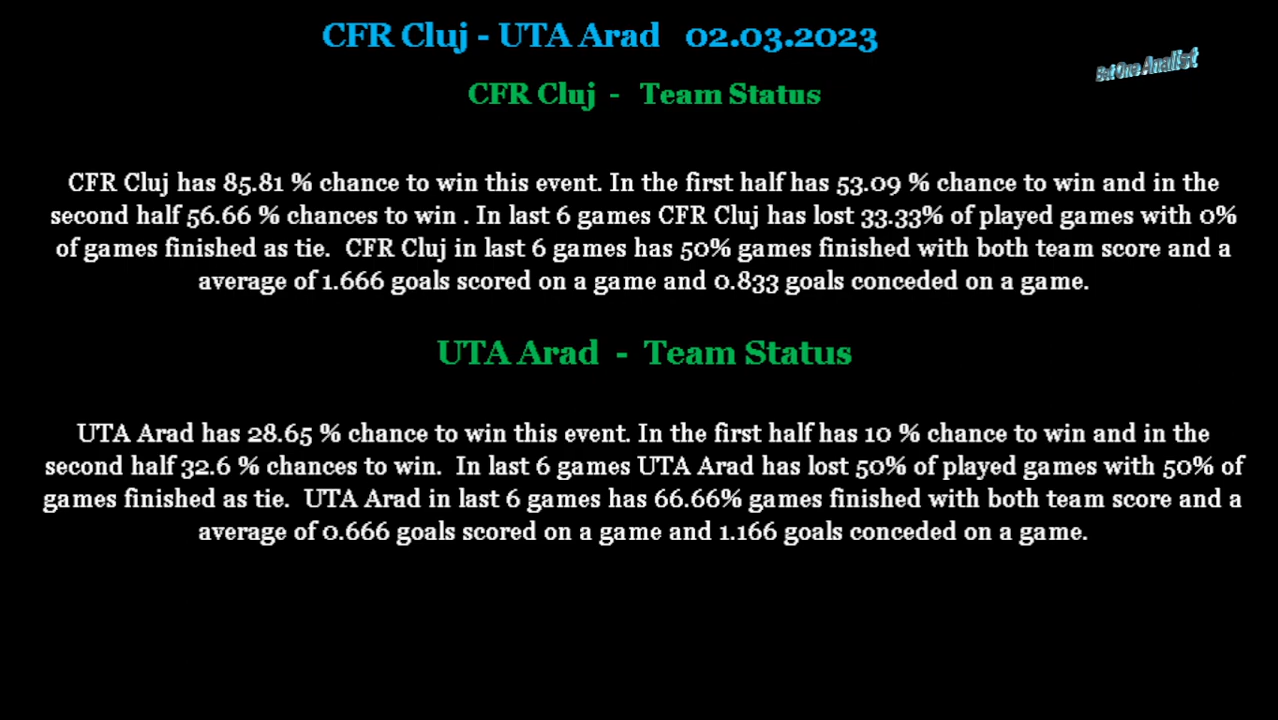 CFR Cluj - UTA Arad 02.03.2023
Bet One Analist
CFR Cluj - Team Status
CFR Cluj has 85.81 % chance to win this event. In the first half has 53.09 % chance to win and in the
second half 56.66 % chances to win . In last 6 games CFR Cluj has lost 33.33% of played games with 0%
of games finished as tie. CFR Cluj in last 6 games has 50% games finished with both team score and a
average of 1.666 goals scored on a game and 0.833 goals conceded on a game.
UTA Arad - Team Status
UTA Arad has 28.65 % chance to win this event. In the first half has 10 % chance to win and in the
second half 32.6 % chances to win. In last 6 games UTA Arad has lost 50% of played games with 50% of
games finished as tie. UTA Arad in last 6 games has 66.66% games finished with both team score and a
average of 0.666 goals scored on a game and 1.166 goals conceded on a game.